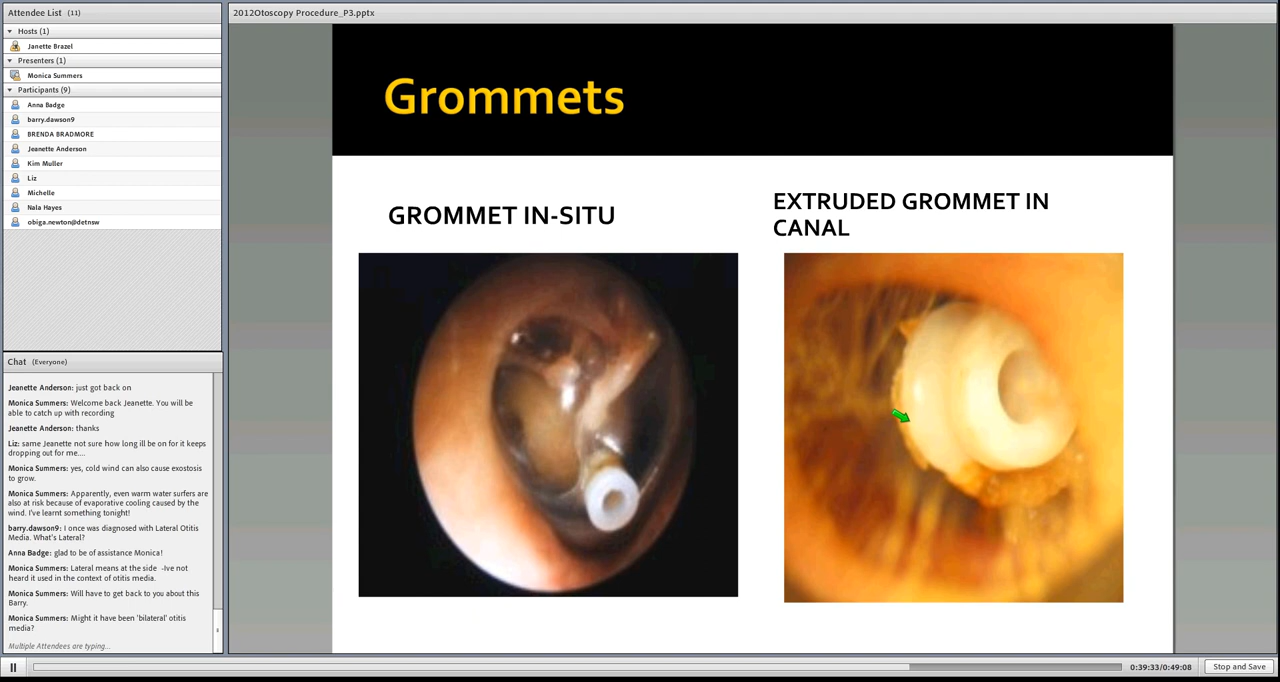 Attendee List (11)
Hosts (1)
Janette Brazel
Presenters (1)
Monica Summers
Participants (9)
Anna Badge
barry.dawson9
BRENDA BRADMORE
Jeanette Anderson
Kim Muller
Liz
Michelle
Nala Hayes
obiga.newton@detnsw
Chat (Everyone)
Jeanette Anderson: just got back on
Monica Summers: Welcome back Jeanette. You will be
able to catch up with recording
Jeanette Anderson: thanks
Liz: same Jeanette not sure how long ill be on for it keeps
dropping out for me....
Monica Summers: yes, cold wind can also cause exostosis
to grow.
Monica Summers: Apparently, even warm water surfers are
also at risk because of evaporative cooling caused by the
wind. I've learnt something tonight!
barry.dawson9: I once was diagnosed with Lateral Otitis
Media. What's Lateral?
Anna Badge: glad to be of assistance Monica!
Monica Summers: Lateral means at the side -Ive not
heard it used in the context of otitis media.
Monica Summers: Will have to get back to you about this
Barry.
Monica Summers: Might it have been 'bilateral' otitis
media?
Multiple Attendees are typing...
2012Otoscopy Procedure_P3.pptx
Grommets
GROMMET IN-SITU
EXTRUDED GROMMET IN
CANAL
0:39:33/0:49:08
Stop and Save